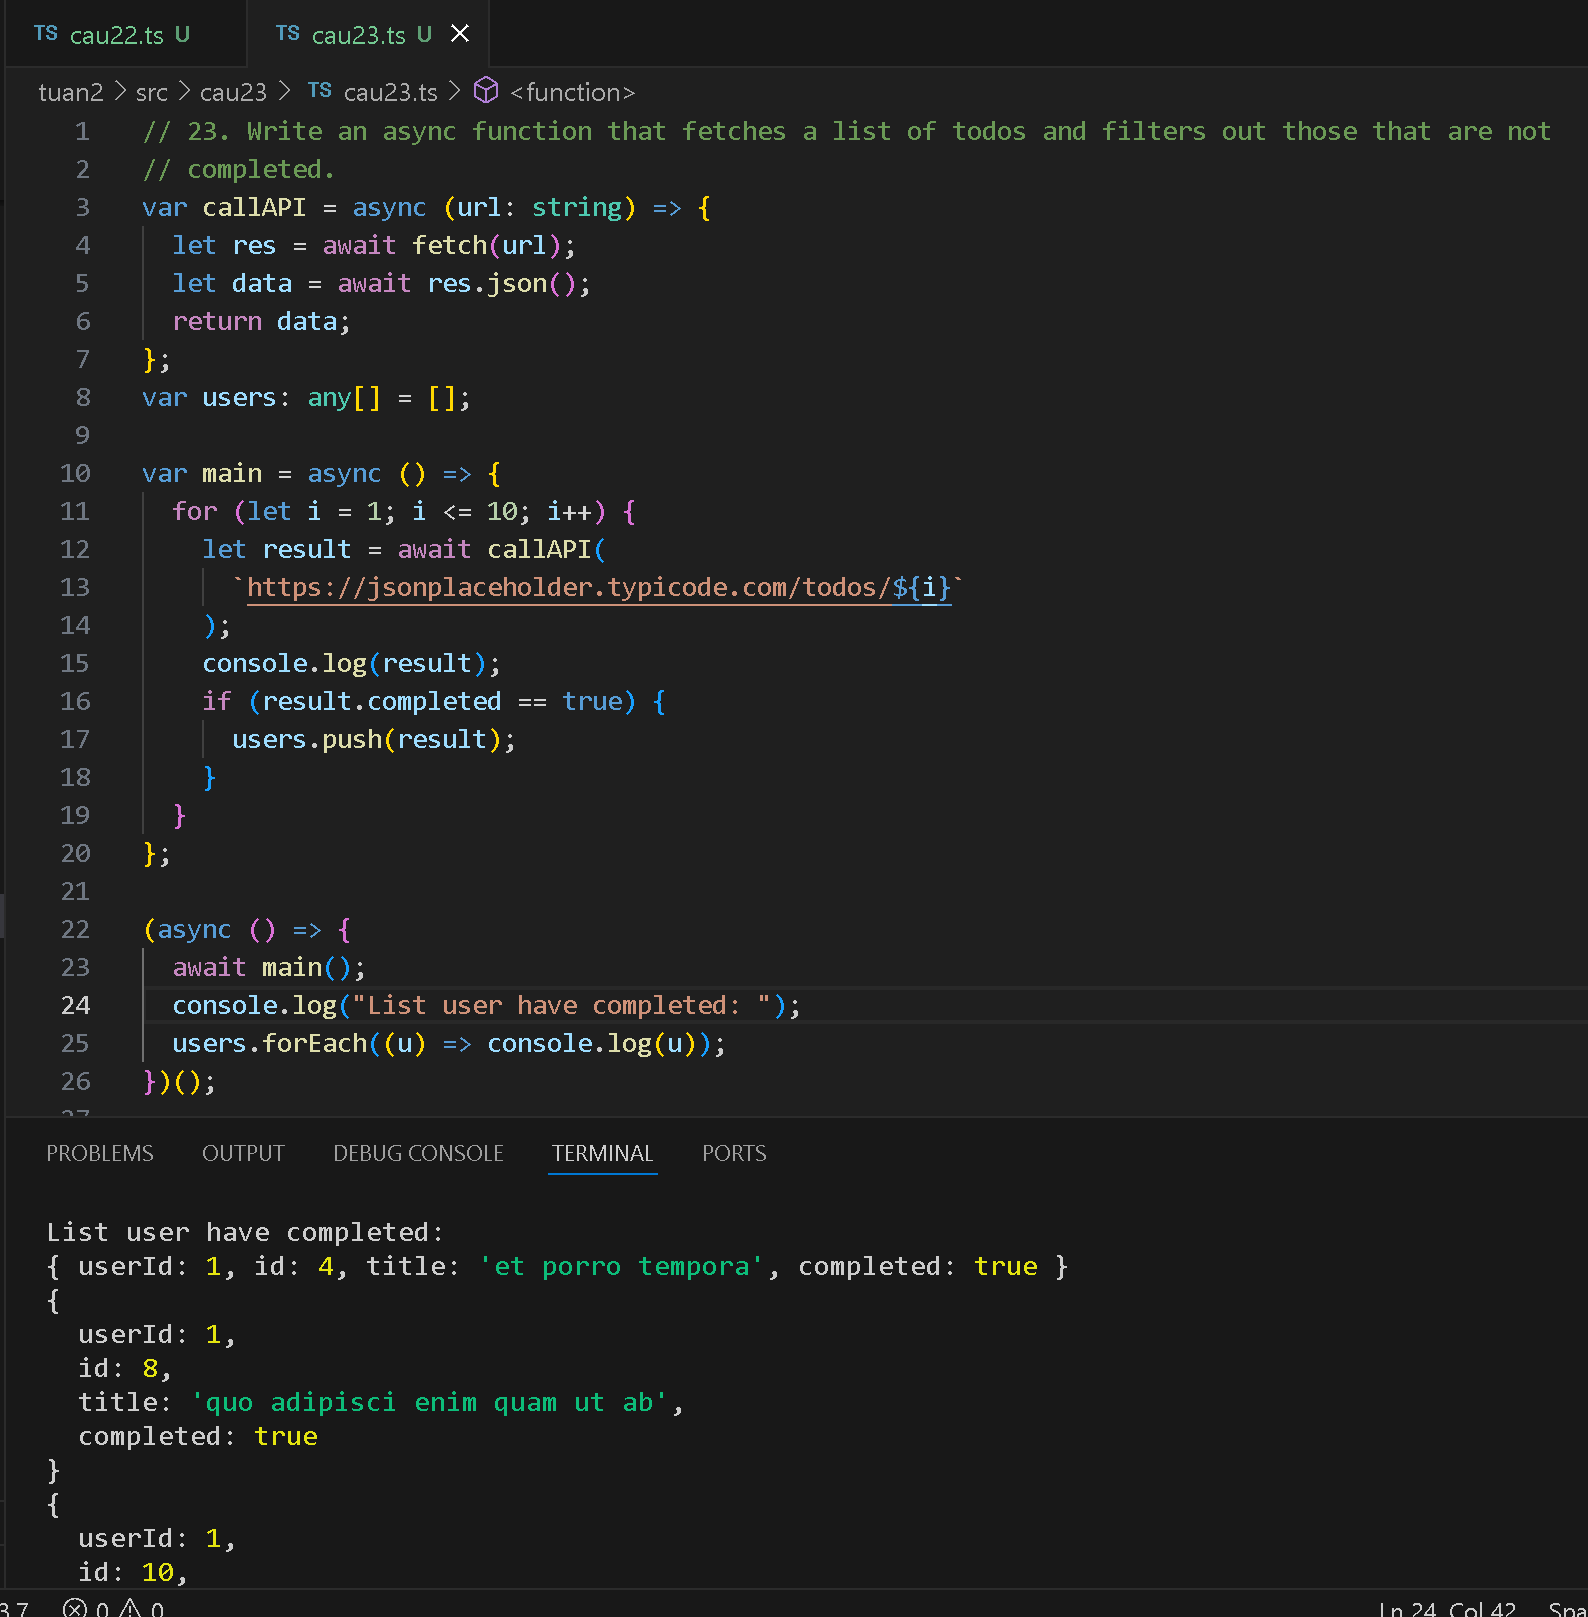 TS cau22.ts U TS cau23.ts U
tuan2 > src > cau23 > TS cau23.ts > <function>
1 // 23. Write an async function that fetches a list of todos and filters out those that are not
2 // completed.
3 var callAPI = async (url: string) => {
4 let res = await fetch(url);
5 let data = await res.json();
6 return data;
7 };
8 var users: any[] = [];
9
10 var main = async () => {
11 for (let i = 1; i <= 10; i++) {
12 let result = await callAPI(
13 `https://jsonplaceholder.typicode.com/todos/${i}`
14 );
15 console.log(result);
16 if (result.completed == true) {
17 users.push(result);
18 }
19 }
20 };
21
22 (async () => {
23 await main();
24 console.log("List user have completed: ");
25 users.forEach((u) => console.log(u));
26 })();
27
PROBLEMS OUTPUT DEBUG CONSOLE TERMINAL PORTS
List user have completed:
{ userId: 1, id: 4, title: 'et porro tempora', completed: true }
{
userId: 1,
id: 8,
title: 'quo adipisci enim quam ut ab',
completed: true
}
{
userId: 1,
id: 10,
3.7 0 0 Ln 24, Col 42